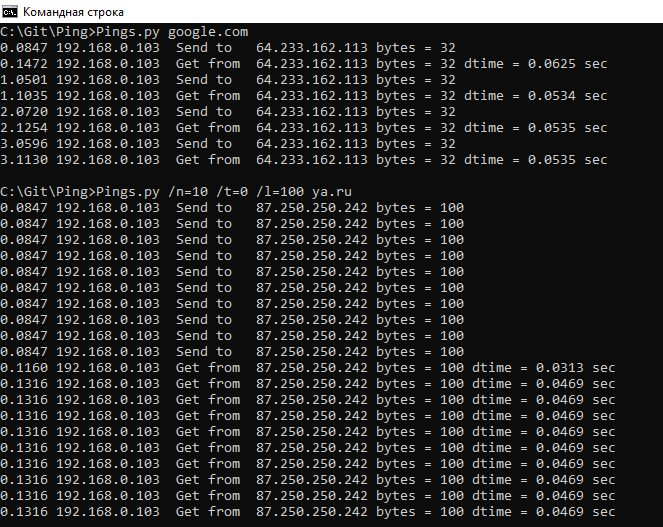 Командная строка
C:\Git\Ping>Pings.py google.com
0.0847 192.168.0.103  Send to   64.233.162.113 bytes = 32
0.1472 192.168.0.103  Get from  64.233.162.113 bytes = 32 dtime = 0.0625 sec
1.0501 192.168.0.103  Send to   64.233.162.113 bytes = 32
1.1035 192.168.0.103  Get from  64.233.162.113 bytes = 32 dtime = 0.0534 sec
2.0720 192.168.0.103  Send to   64.233.162.113 bytes = 32
2.1254 192.168.0.103  Get from  64.233.162.113 bytes = 32 dtime = 0.0535 sec
3.0596 192.168.0.103  Send to   64.233.162.113 bytes = 32
3.1130 192.168.0.103  Get from  64.233.162.113 bytes = 32 dtime = 0.0535 sec
C:\Git\Ping>Pings.py /n=10 /t=0 /l=100 ya.ru
0.0847 192.168.0.103  Send to   87.250.250.242 bytes = 100
0.0847 192.168.0.103  Send to   87.250.250.242 bytes = 100
0.0847 192.168.0.103  Send to   87.250.250.242 bytes = 100
0.0847 192.168.0.103  Send to   87.250.250.242 bytes = 100
0.0847 192.168.0.103  Send to   87.250.250.242 bytes = 100
0.0847 192.168.0.103  Send to   87.250.250.242 bytes = 100
0.0847 192.168.0.103  Send to   87.250.250.242 bytes = 100
0.0847 192.168.0.103  Send to   87.250.250.242 bytes = 100
0.0847 192.168.0.103  Send to   87.250.250.242 bytes = 100
0.0847 192.168.0.103  Send to   87.250.250.242 bytes = 100
0.1160 192.168.0.103  Get from  87.250.250.242 bytes = 100 dtime = 0.0313 sec
0.1316 192.168.0.103  Get from  87.250.250.242 bytes = 100 dtime = 0.0469 sec
0.1316 192.168.0.103  Get from  87.250.250.242 bytes = 100 dtime = 0.0469 sec
0.1316 192.168.0.103  Get from  87.250.250.242 bytes = 100 dtime = 0.0469 sec
0.1316 192.168.0.103  Get from  87.250.250.242 bytes = 100 dtime = 0.0469 sec
0.1316 192.168.0.103  Get from  87.250.250.242 bytes = 100 dtime = 0.0469 sec
0.1316 192.168.0.103  Get from  87.250.250.242 bytes = 100 dtime = 0.0469 sec
0.1316 192.168.0.103  Get from  87.250.250.242 bytes = 100 dtime = 0.0469 sec
0.1316 192.168.0.103  Get from  87.250.250.242 bytes = 100 dtime = 0.0469 sec
0.1316 192.168.0.103  Get from  87.250.250.242 bytes = 100 dtime = 0.0469 sec